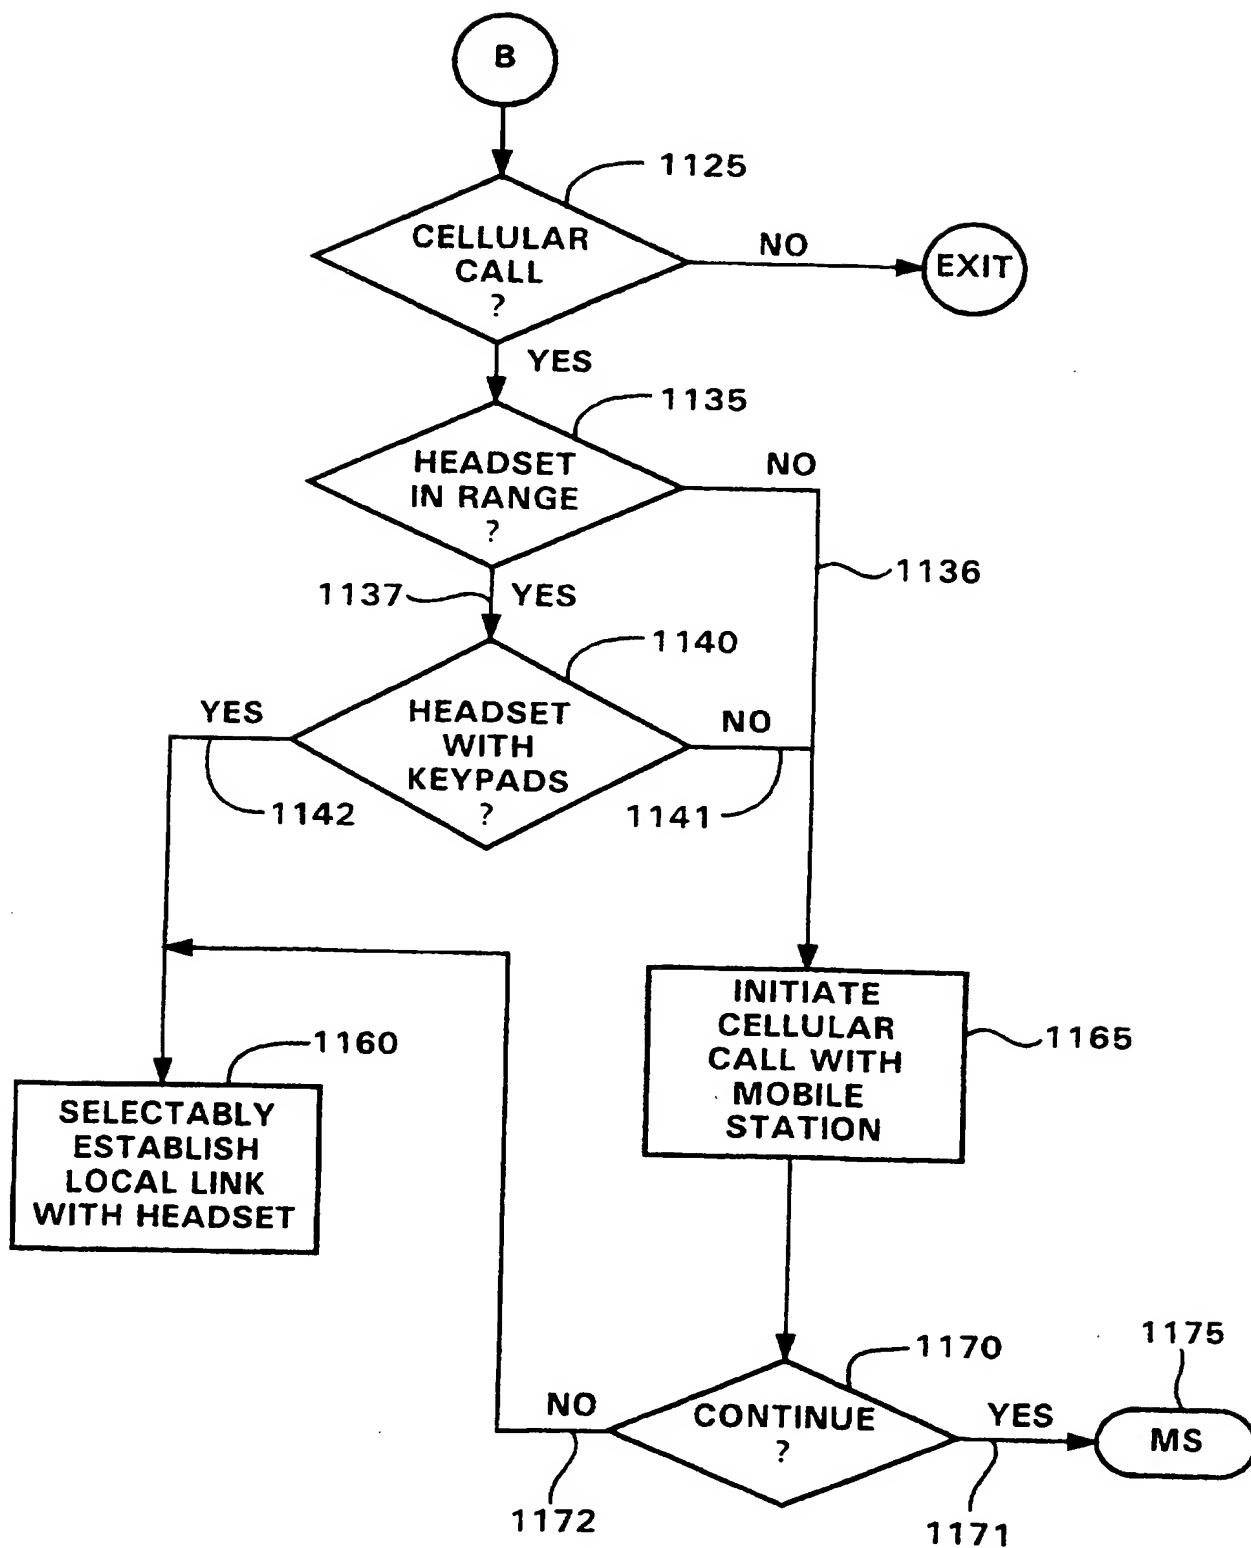 B
1125
CELLULAR
CALL
?
NO
EXIT
YES
1135
HEADSET
IN RANGE
?
NO
1136
1137
YES
1140
HEADSET
WITH
KEYPADS
?
YES
NO
1142
1141
INITIATE
CELLULAR
CALL WITH
MOBILE
STATION
1165
1160
SELECTABLY
ESTABLISH
LOCAL LINK
WITH HEADSET
1170
CONTINUE
?
NO
YES
1175
MS
1172
1171